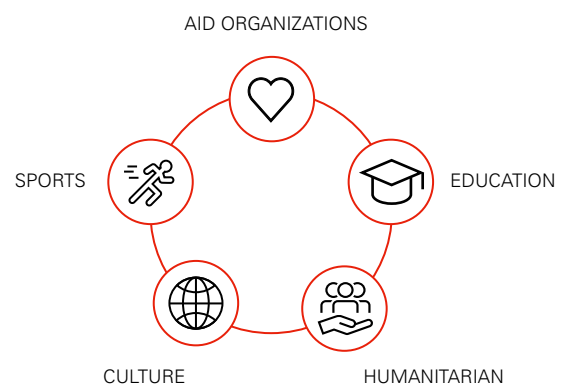 AID ORGANIZATIONS
SPORTS
EDUCATION
CULTURE
HUMANITARIAN